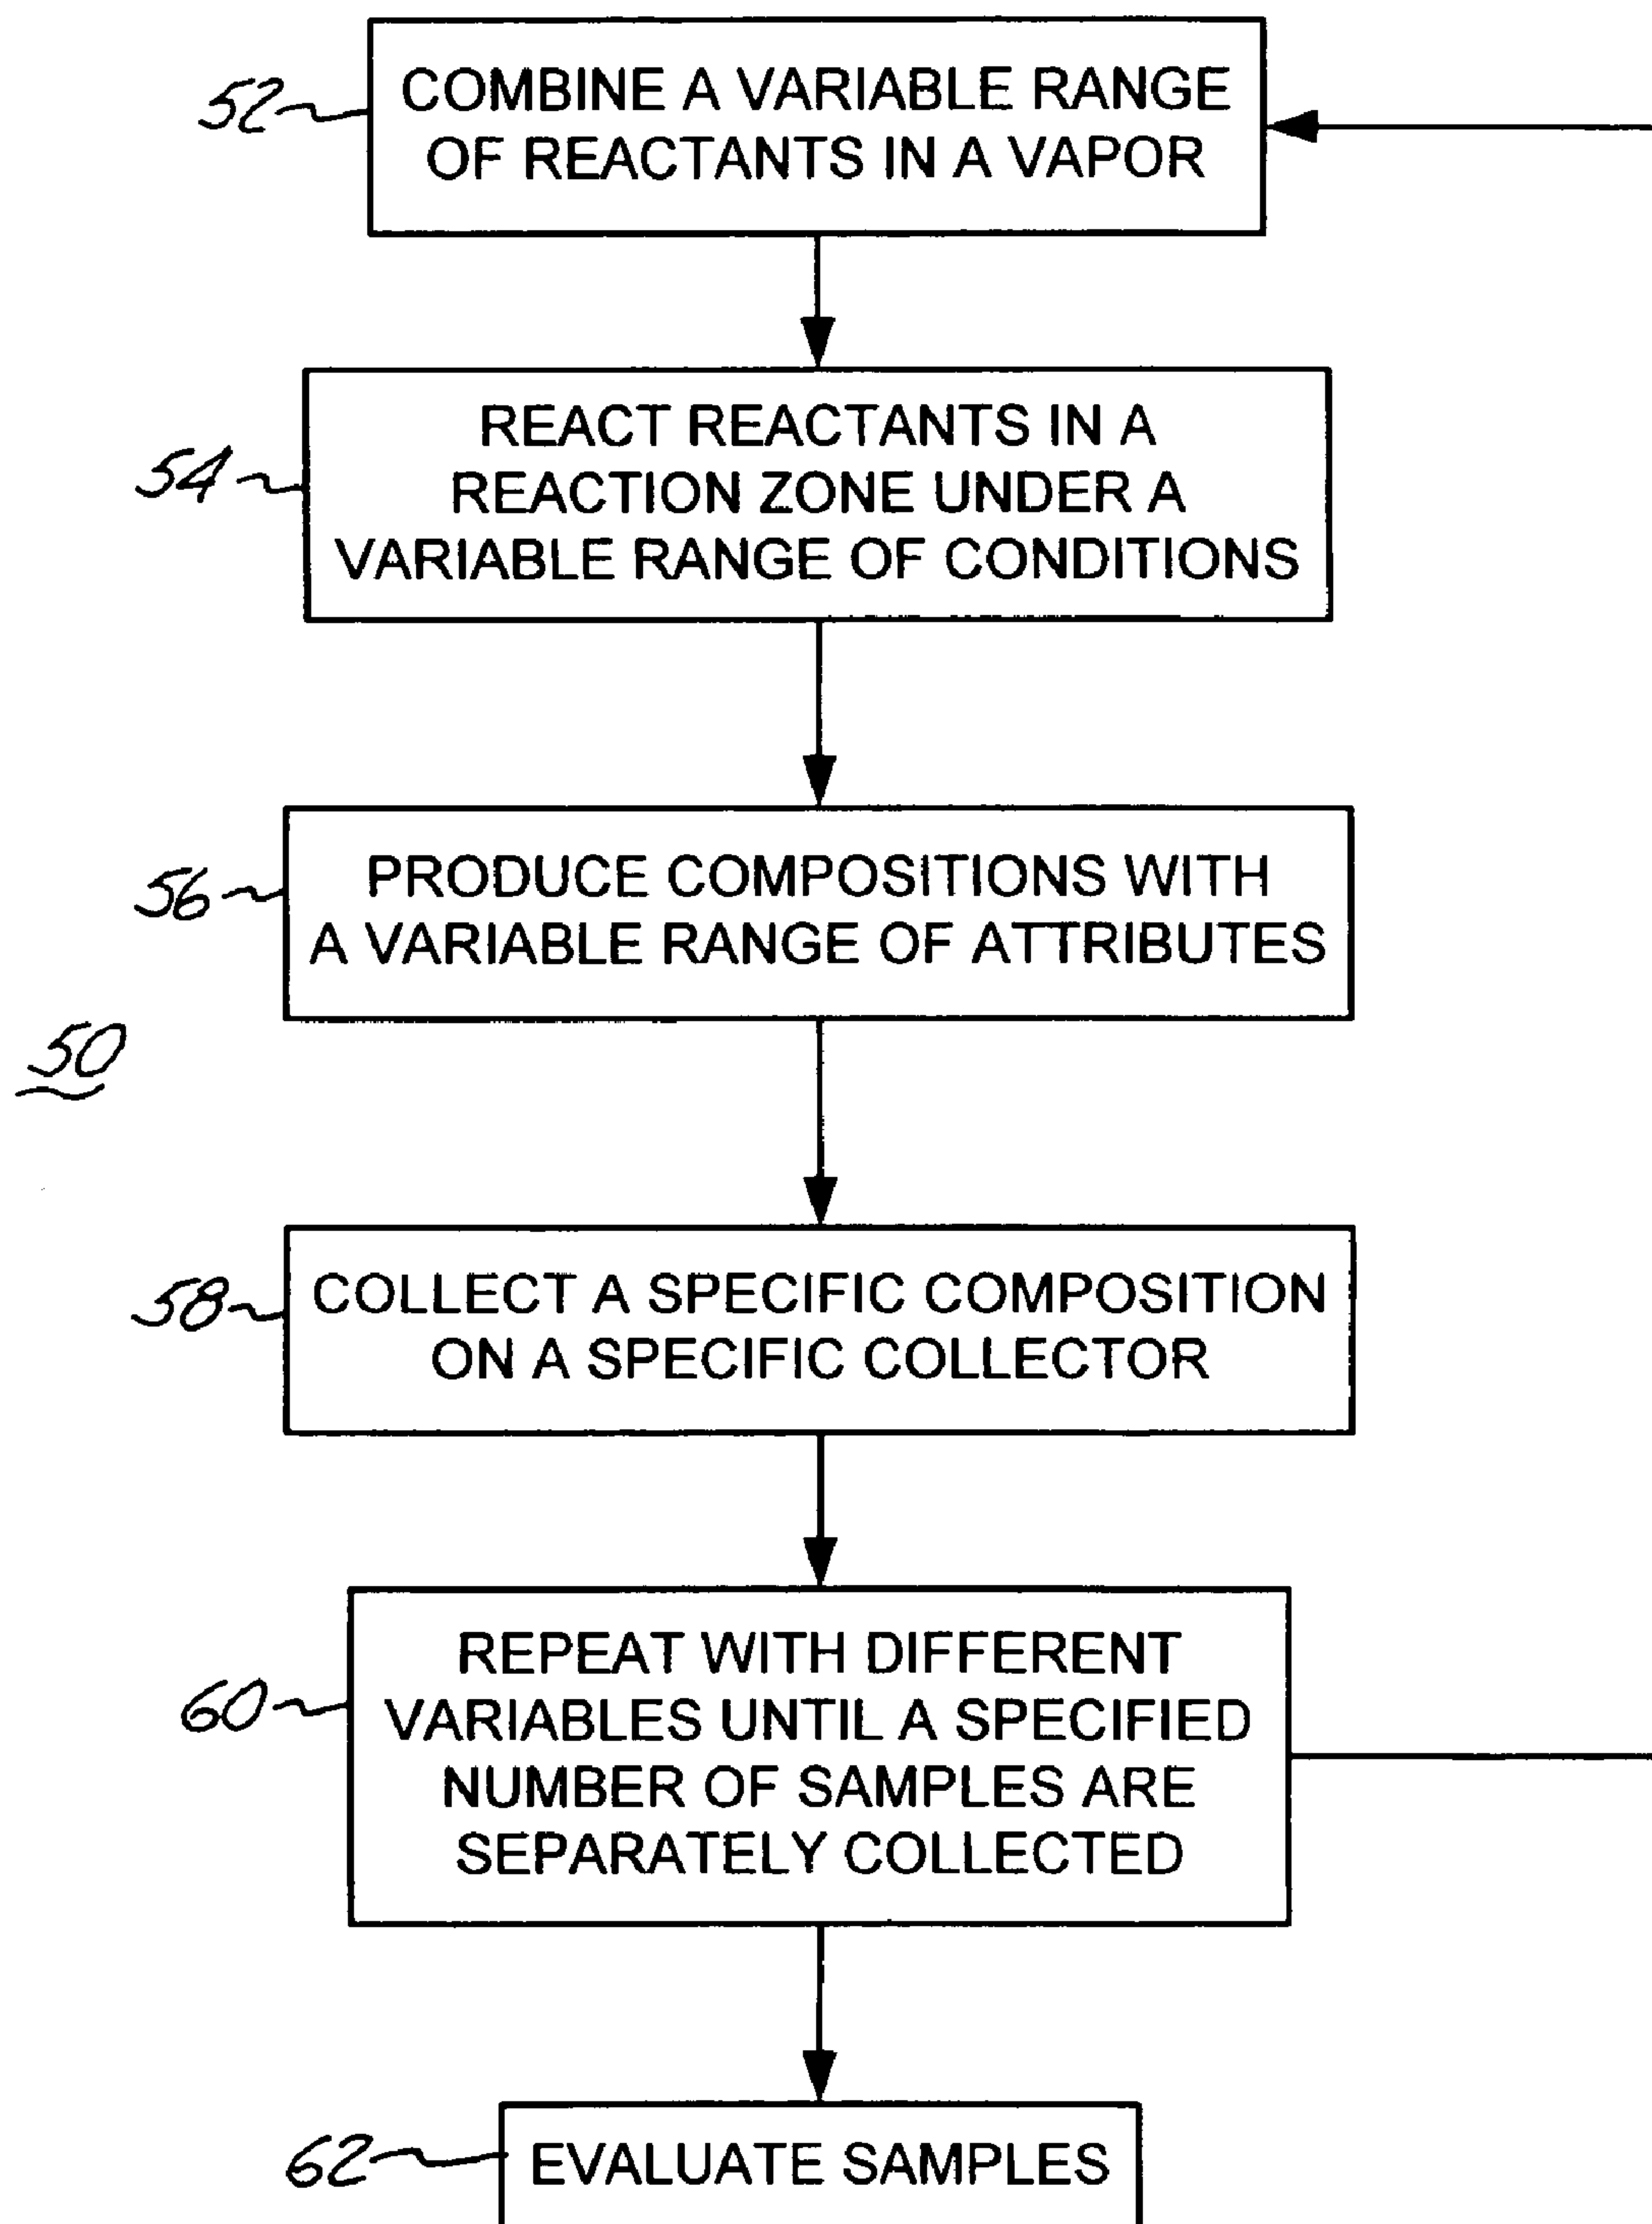 52
COMBINE A VARIABLE RANGE
OF REACTANTS IN A VAPOR
54
REACT REACTANTS IN A
REACTION ZONE UNDER A
VARIABLE RANGE OF CONDITIONS
56
PRODUCE COMPOSITIONS WITH
A VARIABLE RANGE OF ATTRIBUTES
50
58
COLLECT A SPECIFIC COMPOSITION
ON A SPECIFIC COLLECTOR
60
REPEAT WITH DIFFERENT
VARIABLES UNTIL A SPECIFIED
NUMBER OF SAMPLES ARE
SEPARATELY COLLECTED
62
EVALUATE SAMPLES